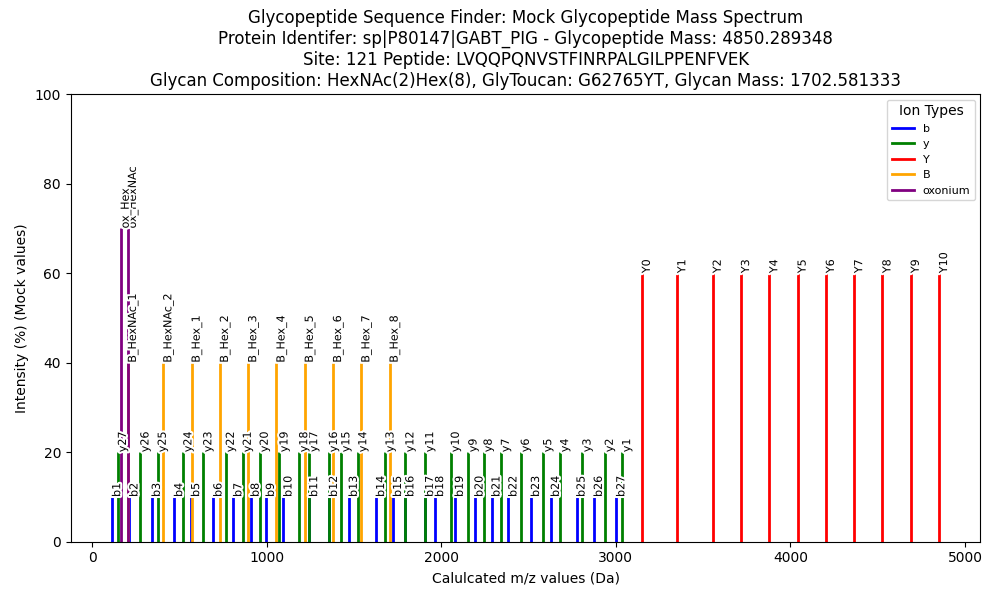 Glycopeptide Sequence Finder: Mock Glycopeptide Mass Spectrum
Protein Identifer: sp|P80147|GABT_PIG - Glycopeptide Mass: 4850.289348
Site: 121 Peptide: LVQQPQNVSTFINRPALGILPPENFVEK
Glycan Composition: HexNAc(2)Hex(8), GlyToucan: G62765YT, Glycan Mass: 1702.581333
100
80
60
40
20
0
Intensity (%) (Mock values)
Ion Types
b
y
Y
B
oxonium
ox_Hex
ox_HexNAc
Y0
Y1
Y2
Y3
Y4
Y5
Y6
Y7
Y8
Y9
Y10
B_HexNAc_1
B_HexNAc_2
B_Hex_1
B_Hex_2
B_Hex_3
B_Hex_4
B_Hex_5
B_Hex_6
B_Hex_7
B_Hex_8
y27
y26
y25
y24
y23
y22
y21
y20
y19
y18
y17
y16
y15
y14
y13
y12
y11
y10
y9
y8
y7
y6
y5
y4
y3
y2
y1
b1
b2
b3
b4
b5
b6
b7
b8
b9
b10
b11
b12
b13
b14
b15
b16
b17
b18
b19
b20
b21
b22
b23
b24
b25
b26
b27
0
1000
2000
3000
4000
5000
Calulcated m/z values (Da)